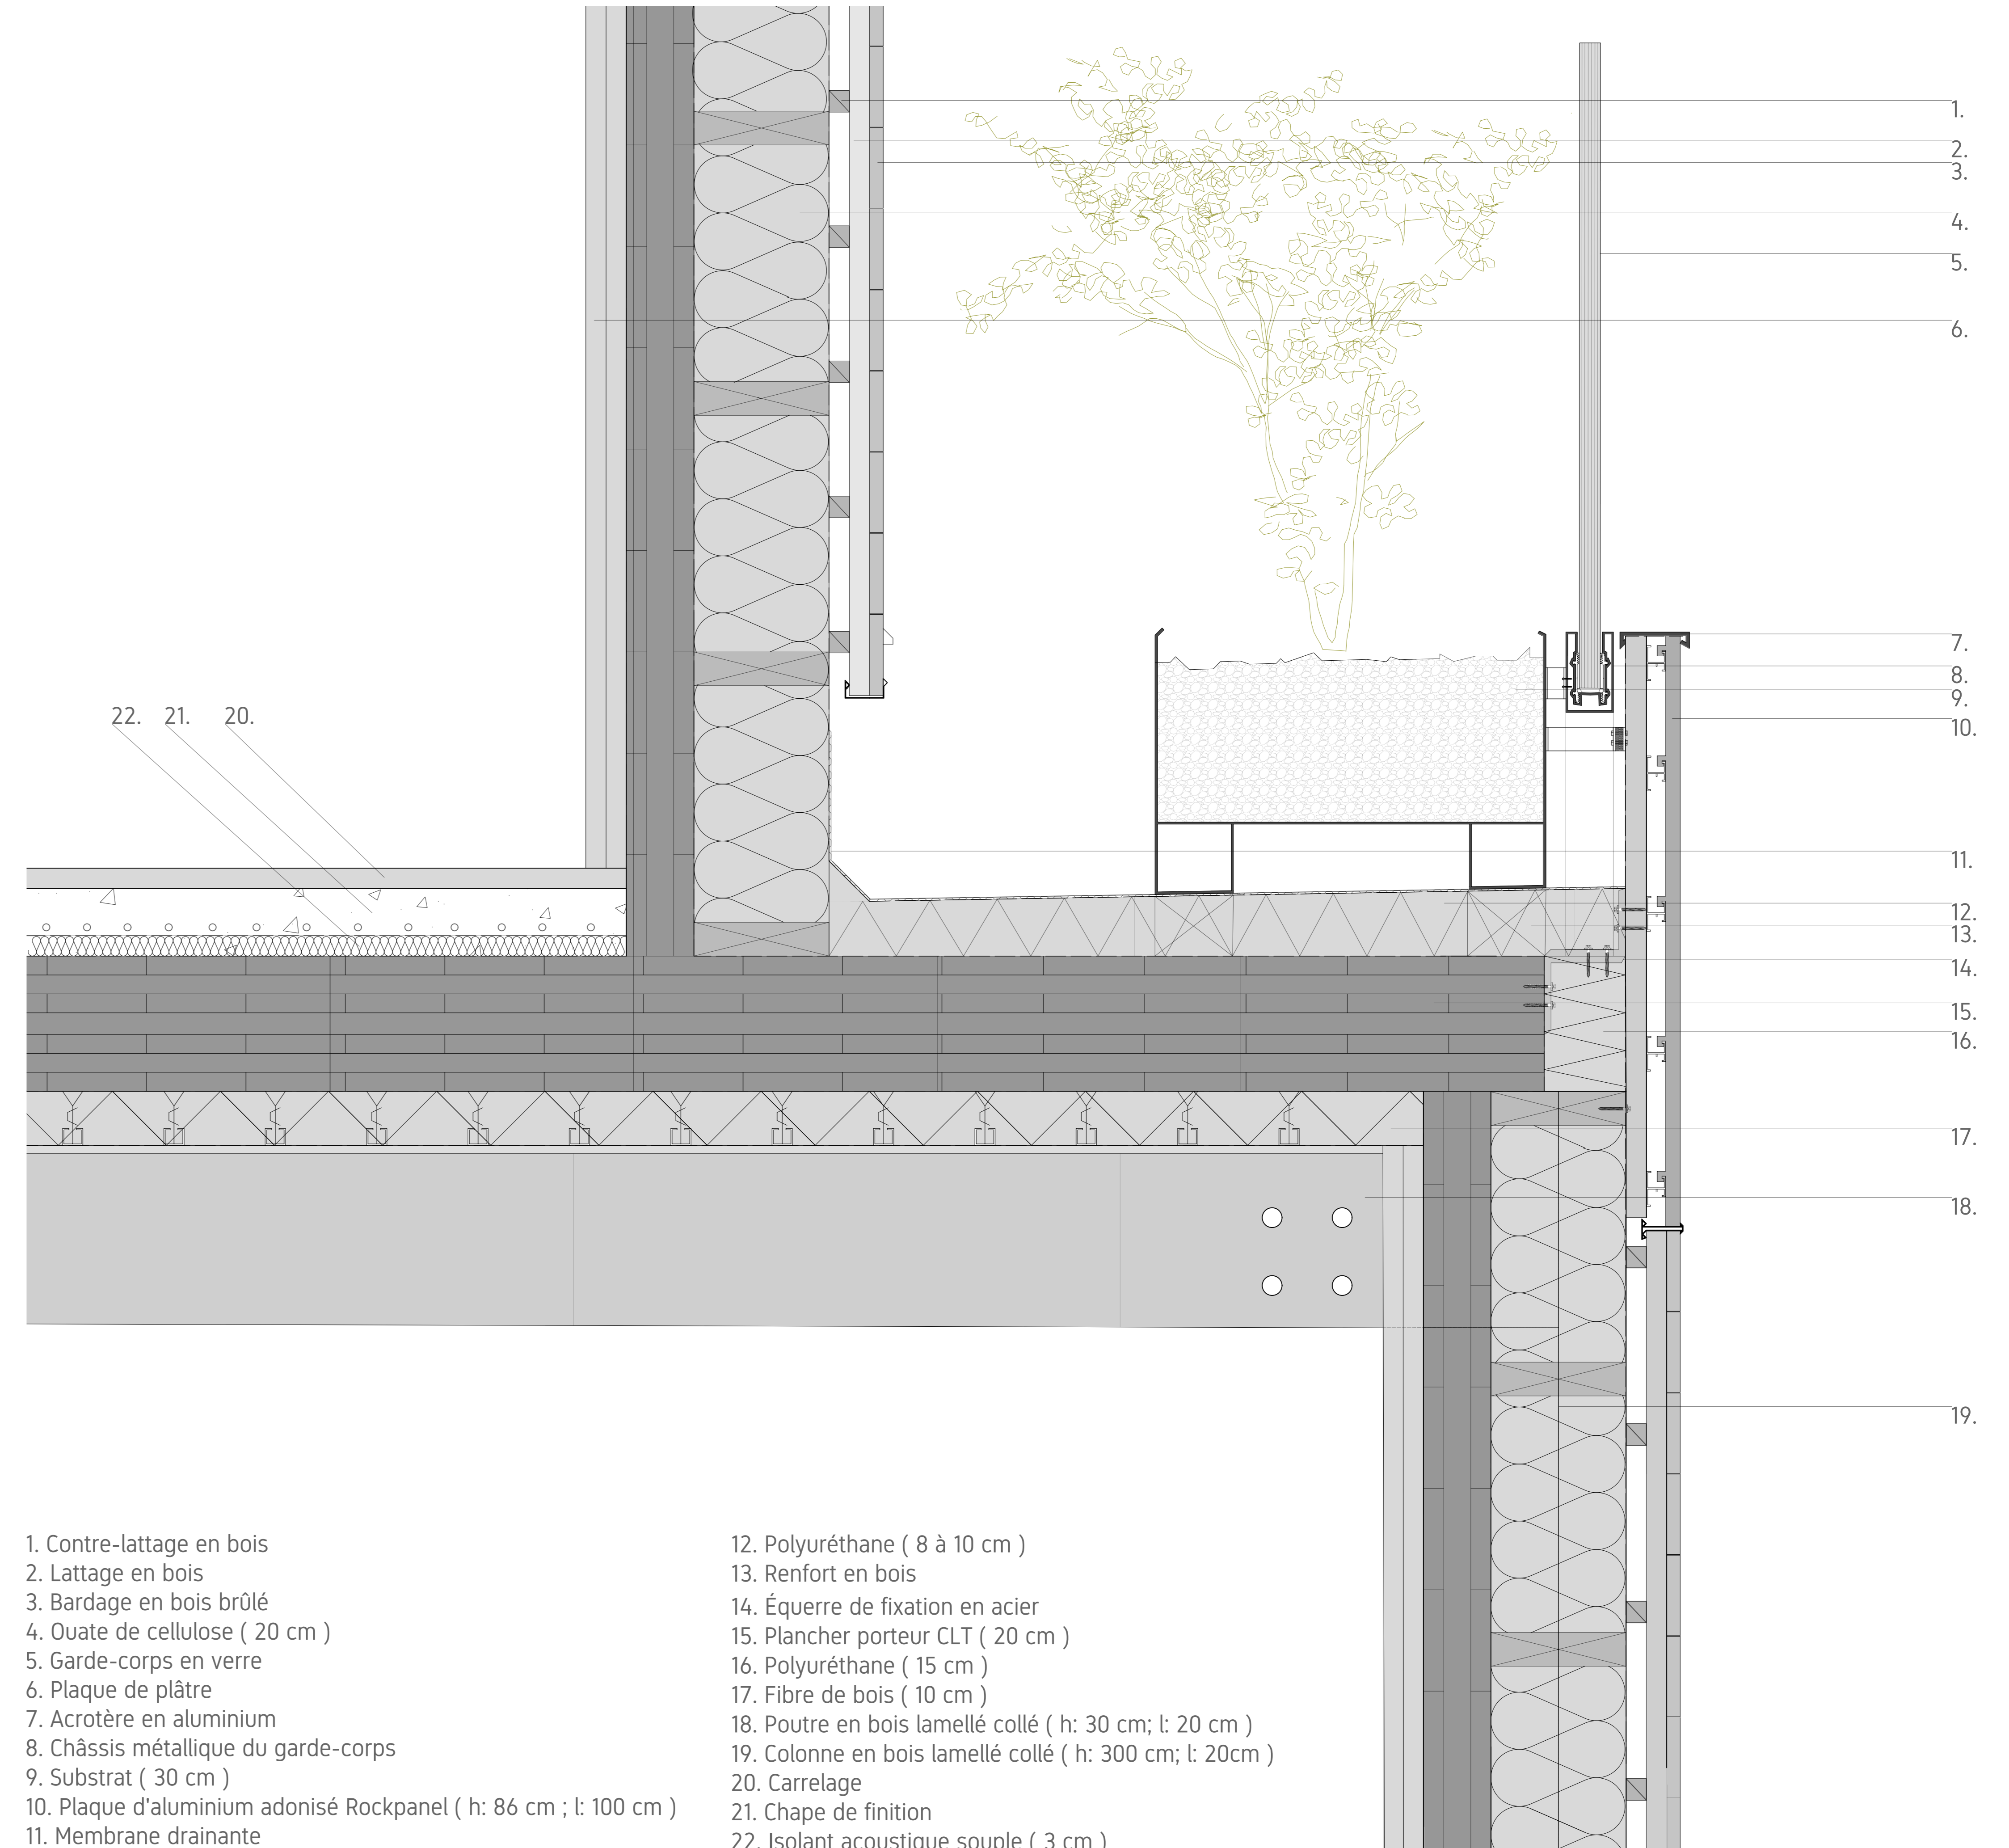 1.
2.
3.
4.
5.
6.
7.
8.
9.
10.
22. 21. 20.
11.
12.
13.
14.
15.
16.
17.
18.
19.
1. Contre-lattage en bois
2. Lattage en bois
3. Bardage en bois brûlé
4. Ouate de cellulose ( 20 cm )
5. Garde-corps en verre
6. Plaque de plâtre
7. Acrotère en aluminium
8. Châssis métallique du garde-corps
9. Substrat ( 30 cm )
10. Plaque d'aluminium adonisé Rockpanel ( h: 86 cm ; l: 100 cm )
11. Membrane drainante
12. Polyuréthane ( 8 à 10 cm )
13. Renfort en bois
14. Équerre de fixation en acier
15. Plancher porteur CLT ( 20 cm )
16. Polyuréthane ( 15 cm )
17. Fibre de bois ( 10 cm )
18. Poutre en bois lamellé collé ( h: 30 cm; l: 20 cm )
19. Colonne en bois lamellé collé ( h: 300 cm; l: 20cm )
20. Carrelage
21. Chape de finition
22. Isolant acoustique souple ( 3 cm )